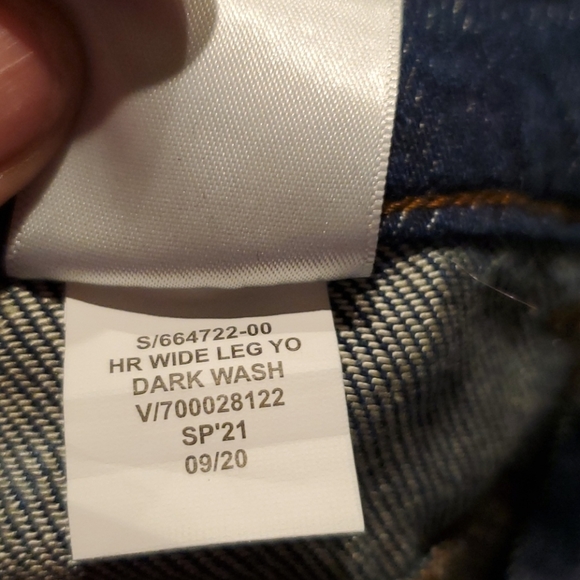 S/664722-00
HR WIDE LEG YO
DARK WASH
V/700028122
SP'21
09/20